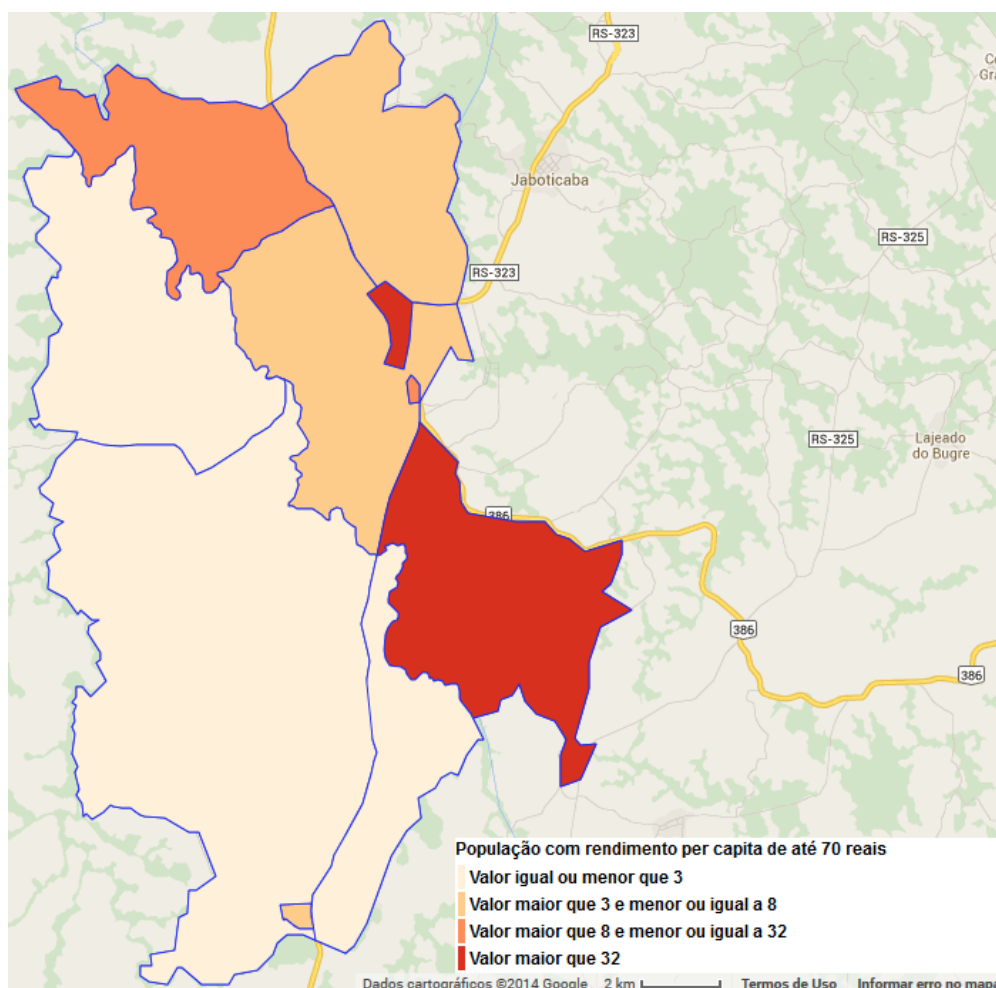 RS-323
Co
Gra
Jaboticaba
RS-325
RS-323
RS-325
Lajeado
do Bugre
386
386
386
População com rendimento per capita de até 70 reais
Valor igual ou menor que 3
Valor maior que 3 e menor ou igual a 8
Valor maior que 8 e menor ou igual a 32
Valor maior que 32
Dados cartográficos ©2014 Google 2 km Termos de Uso Informar erro no mapa